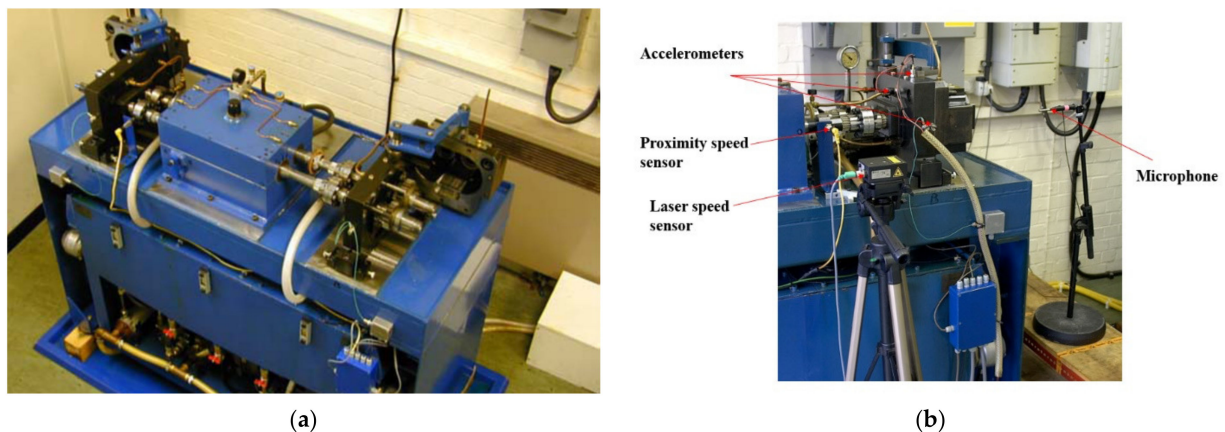 Accelerometers
Proximity speed
sensor
Laser speed
sensor
Microphone
(a)
(b)